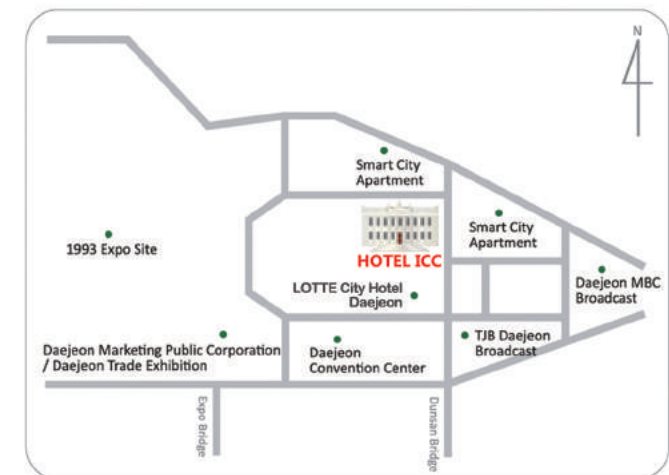 N
Smart City
Apartment
1993 Expo Site
Smart City
Apartment
HOTEL ICC
LOTTE City Hotel
Daejeon
Daejeon MBC
Broadcast
Daejeon Marketing Public Corporation
/ Daejeon Trade Exhibition
Daejeon
Convention Center
TJB Daejeon
Broadcast
Expo Bridge
Dunsan Bridge